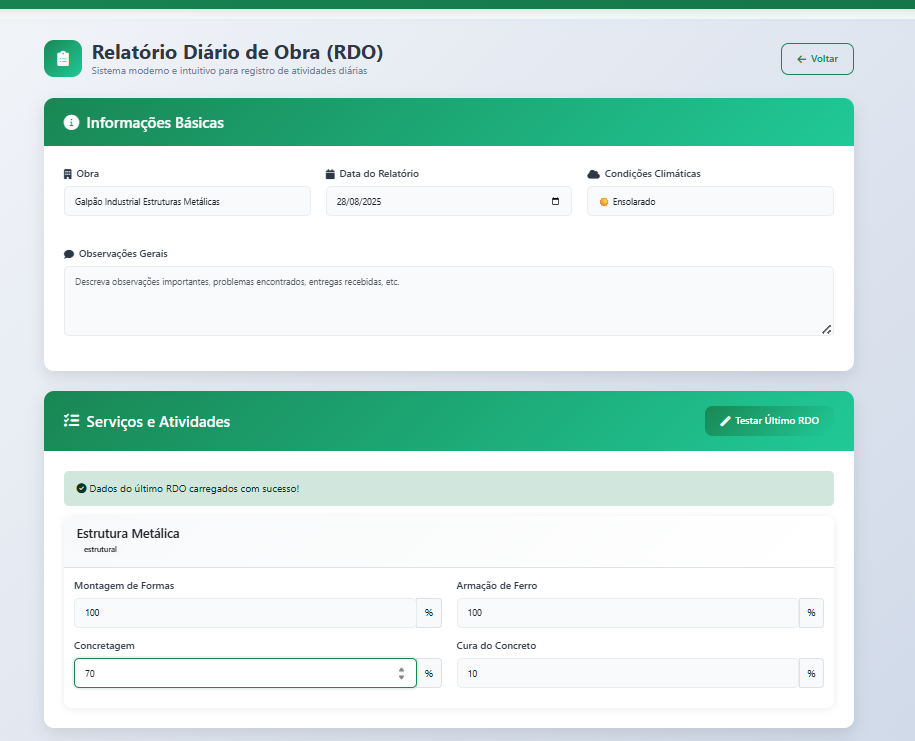 Relatório Diário de Obra (RDO)
Sistema moderno e intuitivo para registro de atividades diárias
Voltar
Informações Básicas
Obra
Data do Relatório
Condições Climáticas
Galpão Industrial Estruturas Metálicas
28/08/2025
Ensolarado
Observações Gerais
Descreva observações importantes, problemas encontrados, entregas recebidas, etc.
Serviços e Atividades
Testar Último RDO
Dados do último RDO carregados com sucesso!
Estrutura Metálica
estrutural
Montagem de Formas
Armação de Ferro
100 %
100 %
Concretagem
Cura do Concreto
70 %
10 %